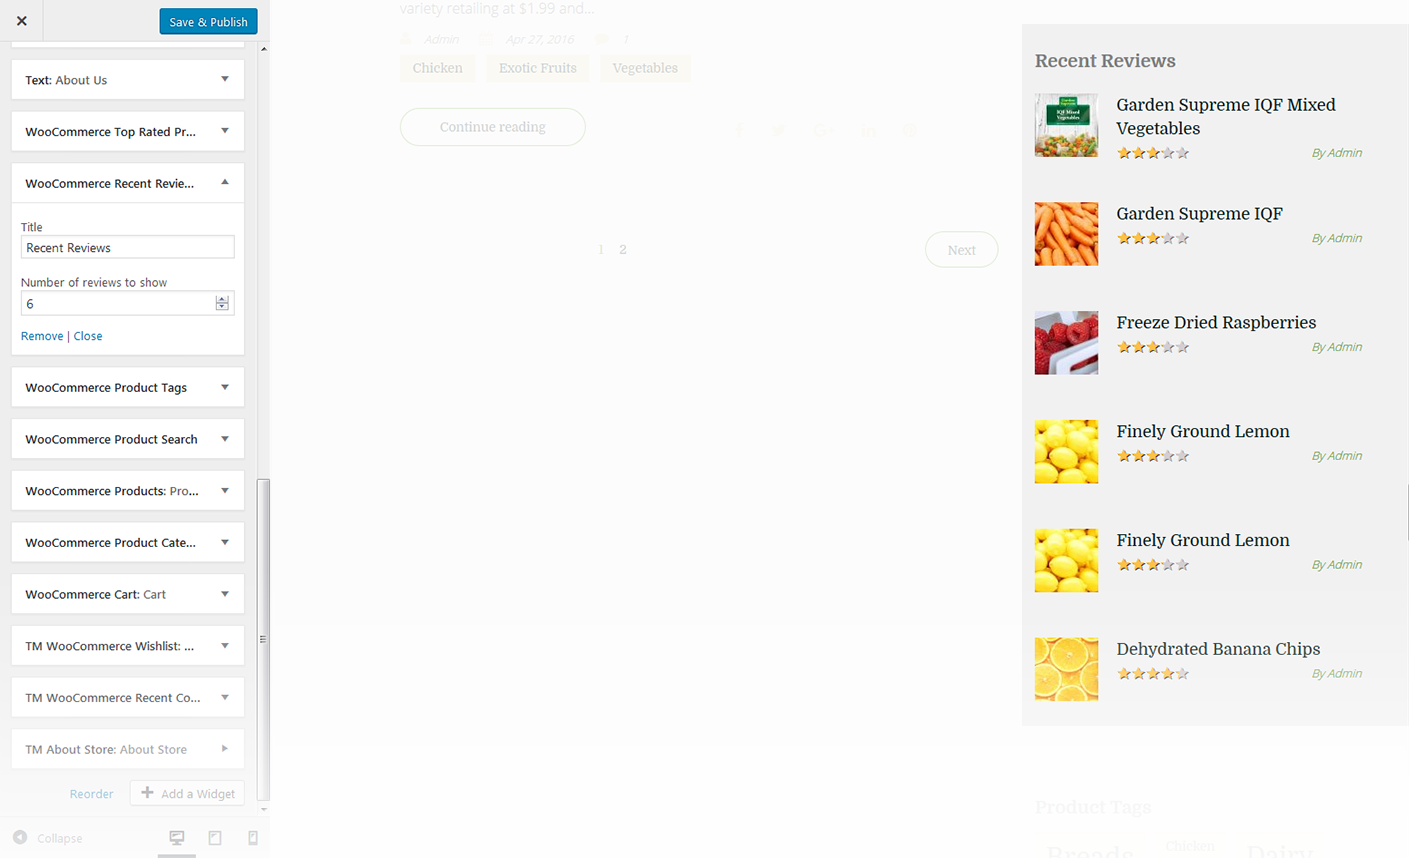 Save & Publish
Text: About Us
WooCommerce Top Rated Pr...
WooCommerce Recent Revie...
Title
Recent Reviews
Number of reviews to show
6
Remove | Close
WooCommerce Product Tags
WooCommerce Product Search
WooCommerce Products: Pro...
WooCommerce Product Cate...
WooCommerce Cart: Cart
TM WooCommerce Wishlist: ...
TM WooCommerce Recent Co...
TM About Store: About Store
Reorder
Add a Widget
Collapse
variety retailing at $1.99 and...
Admin Apr 27, 2016 1
Chicken Exotic Fruits Vegetables
Continue reading
1 2
Next
Recent Reviews
Garden Supreme IQF Mixed
Vegetables
By Admin
Garden Supreme IQF
By Admin
Freeze Dried Raspberries
By Admin
Finely Ground Lemon
By Admin
Finely Ground Lemon
By Admin
Dehydrated Banana Chips
By Admin
Product Tags
Breads Chicken Dairy